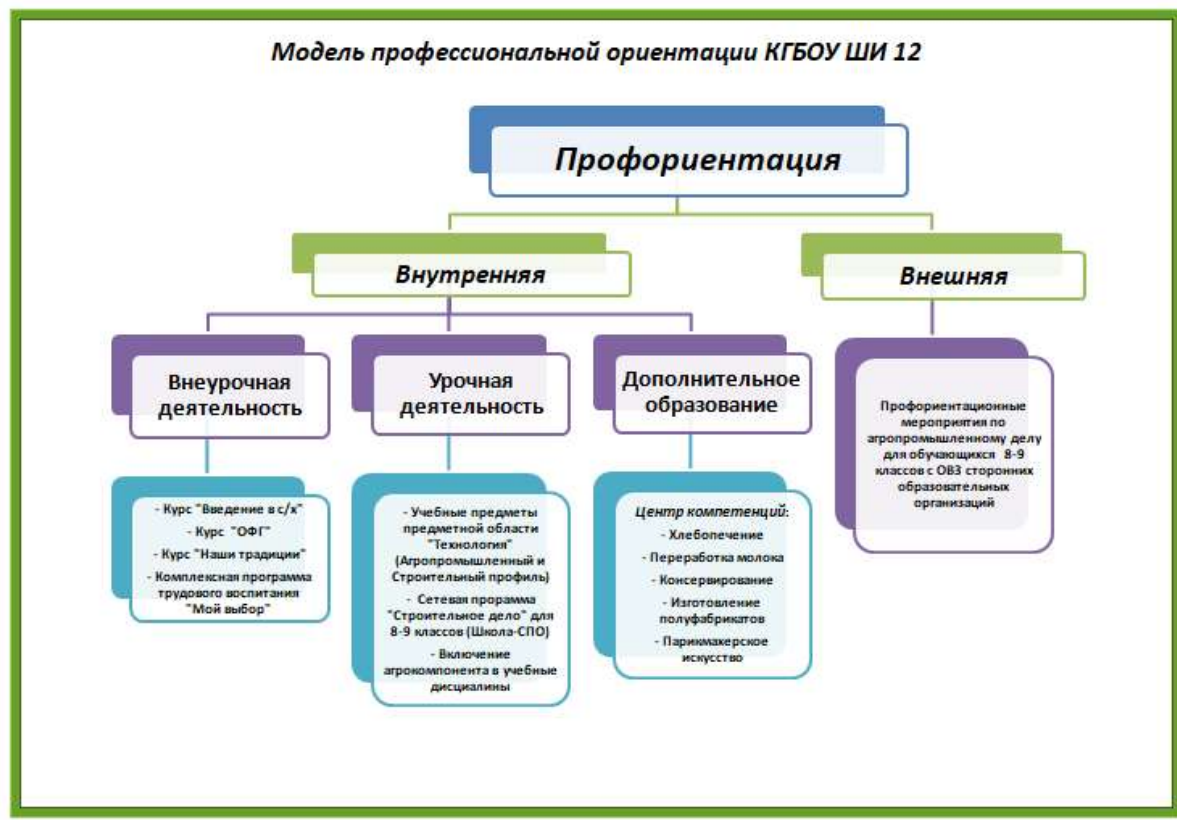 Модель профессиональной ориентации КГБОУ ШИ 12
Профориентация
Внутренняя
Внешняя
Внеурочная
деятельность
Урочная
деятельность
Дополнительное
образование
Профориентационные
мероприятия по
агропромышленному делу
для обучающихся 8-9
классов с ОВЗ сторонних
образовательных
организаций
- Курс "Введение в с/х"
- Курс "ОФГ"
- Курс "Наши традиции"
- Комплексная программа
трудового воспитания
"Мой выбор"
- Учебные предметы
предметной области
"Технология"
(Агропромышленный и
Строительный профиль)
- Сетевая прорамма
"Строительное дело" для
8-9 классов (Школа-СПО)
- Включение
агрокомпонента в учебные
дисциалины
Центр компетенций:
- Хлебопечение
- Переработка молока
- Консервирование
- Изготовление
полуфабрикатов
- Парикмахерское
искусство